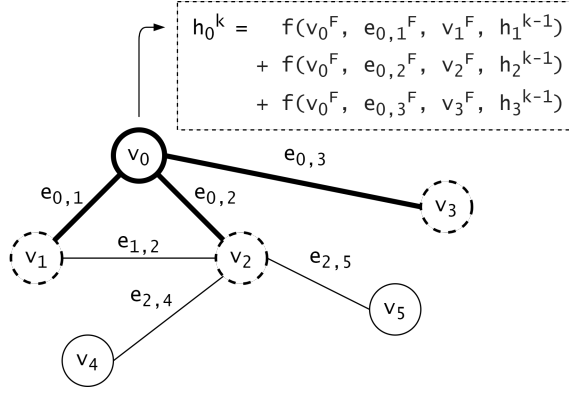 h₀ᵏ = f(v₀ᶠ, e₀,₁ᶠ, v₁ᶠ, h₁ᵏ⁻¹)
+ f(v₀ᶠ, e₀,₂ᶠ, v₂ᶠ, h₂ᵏ⁻¹)
+ f(v₀ᶠ, e₀,₃ᶠ, v₃ᶠ, h₃ᵏ⁻¹)
v₀
e₀,₃
e₀,₁
e₀,₂
v₃
v₁
e₁,₂
v₂
e₂,₅
e₂,₄
v₅
v₄